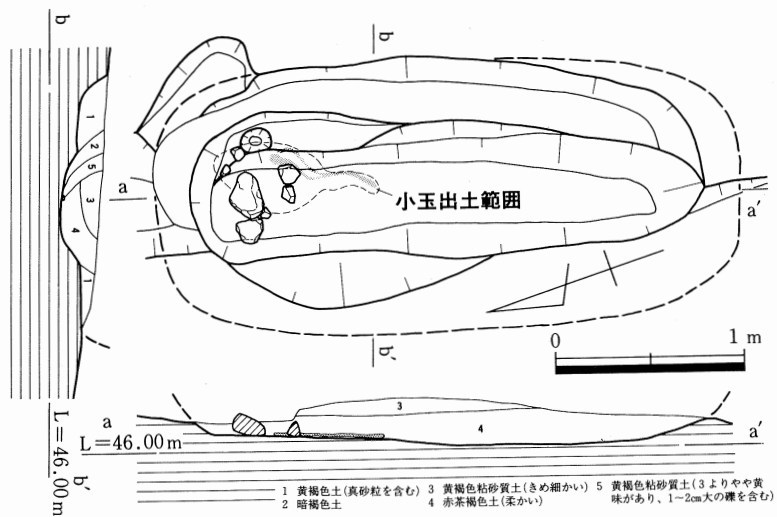 b
b
1
2
5
3
4
1
a
小玉出土範囲
a′
b′
0 1 m
a
3
4
a′
L=46.00m
b′
L=46.00m
1 黄褐色土(真砂粒を含む)
2 暗褐色土
3 黄褐色粘砂質土(きめ細かい)
4 赤茶褐色土(柔かい)
5 黄褐色粘砂質土(3よりやや黄
味があり、1~2cm大の礫を含む)